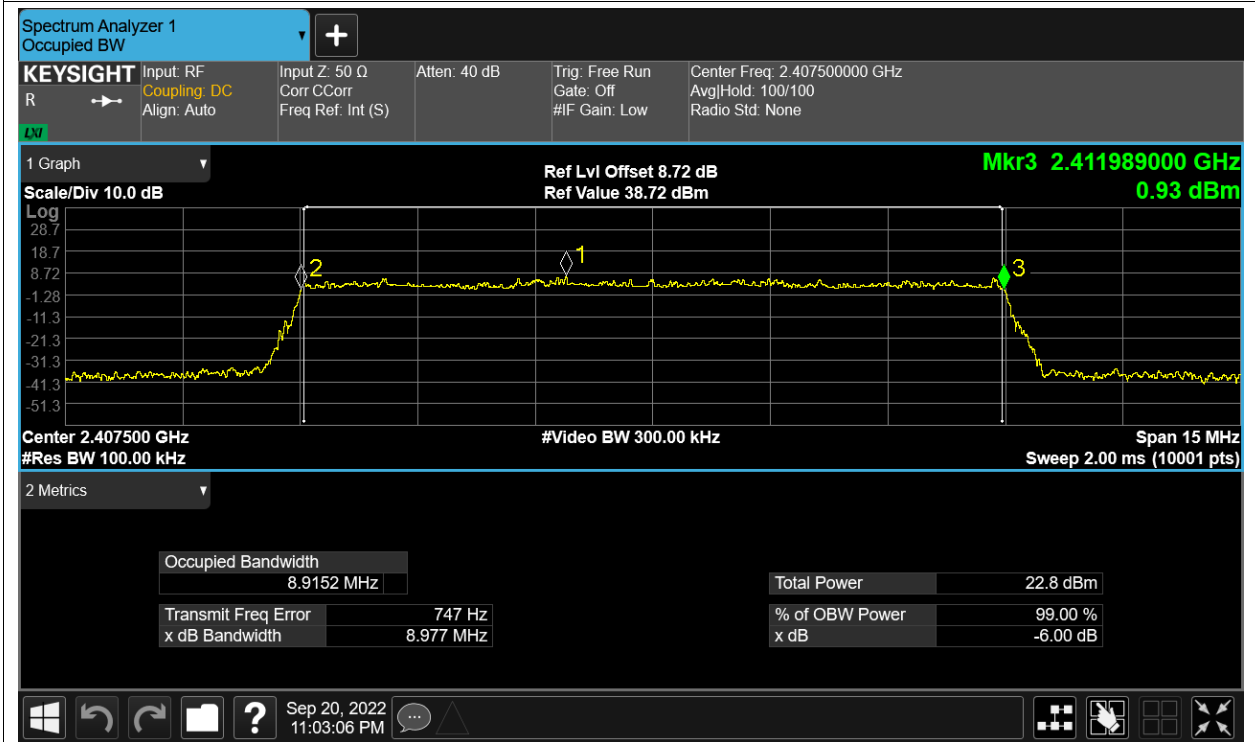 Spectrum Analyzer 1
Occupied BW
+
KEYSIGHT
R
LXI
Input: RF
Coupling: DC
Align: Auto
Input Z: 50 Ω
Corr CCorr
Freq Ref: Int (S)
Atten: 40 dB
Trig: Free Run
Gate: Off
#IF Gain: Low
Center Freq: 2.407500000 GHz
Avg|Hold: 100/100
Radio Std: None
1 Graph
Scale/Div 10.0 dB
Ref Lvl Offset 8.72 dB
Ref Value 38.72 dBm
Mkr3 2.411989000 GHz
0.93 dBm
Log
28.7
18.7
8.72
-1.28
-11.3
-21.3
-31.3
-41.3
-51.3
2
1
3
Center 2.407500 GHz
#Video BW 300.00 kHz
Span 15 MHz
#Res BW 100.00 kHz
Sweep 2.00 ms (10001 pts)
2 Metrics
Occupied Bandwidth
8.9152 MHz
Total Power 22.8 dBm
Transmit Freq Error 747 Hz
% of OBW Power 99.00 %
x dB Bandwidth 8.977 MHz
x dB -6.00 dB
?
Sep 20, 2022
11:03:06 PM